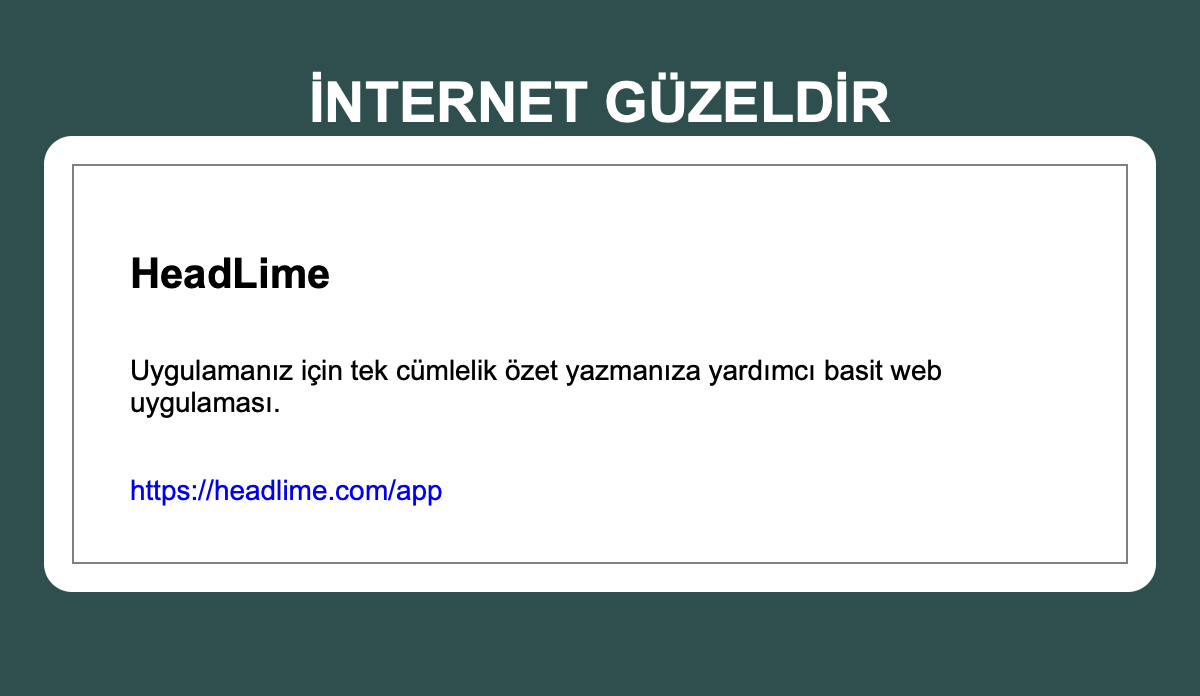 İNTERNET GÜZELDİR
HeadLime
Uygulamanız için tek cümlelik özet yazmanıza yardımcı basit web
uygulaması.
https://headlime.com/app